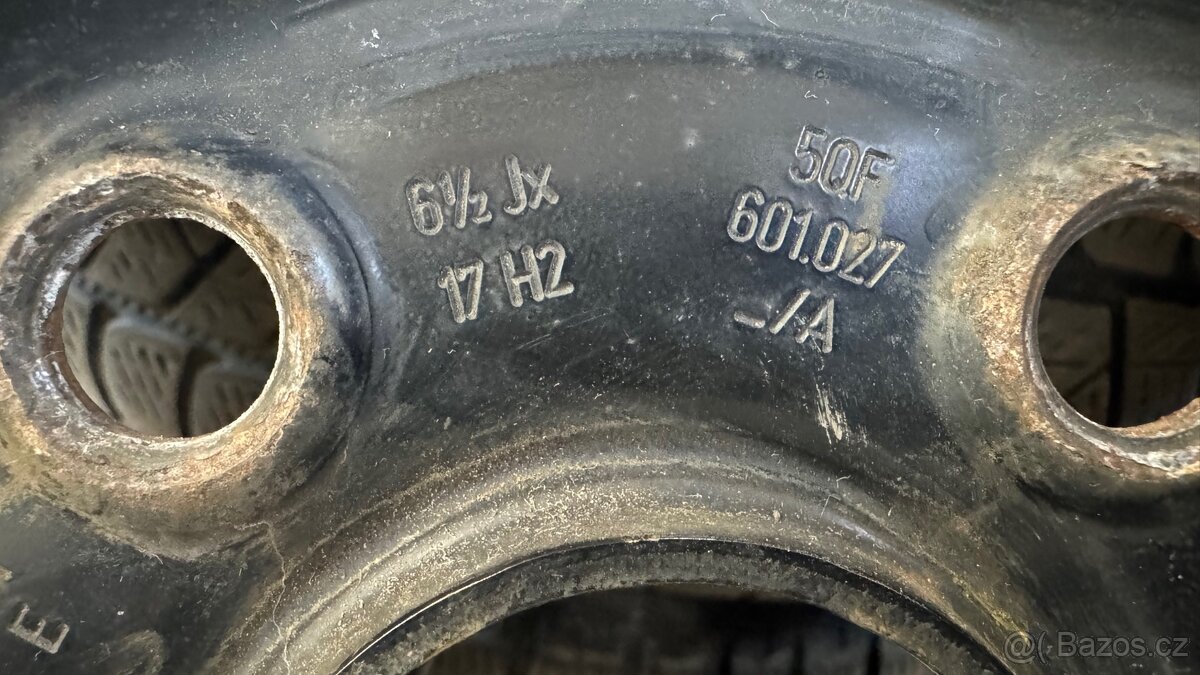 6½ Jx
17 H2
5QF
601.027
-/A
E
@( Bazos.cz